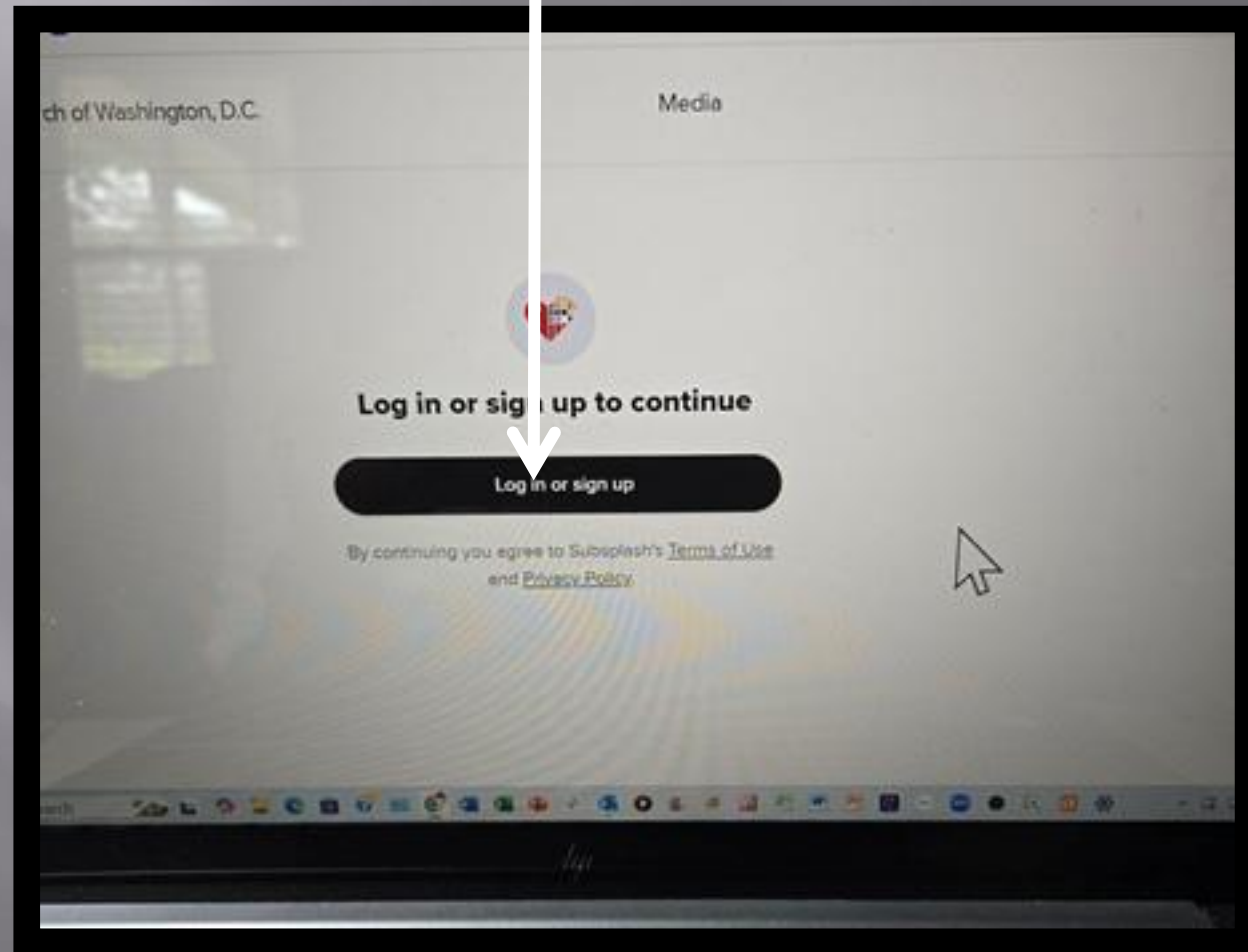 ch of Washington, D.C.
Media
Log in or sign up to continue
Log in or sign up
By continuing you agree to Subsplash's Terms of Use
and Privacy Policy.
hp